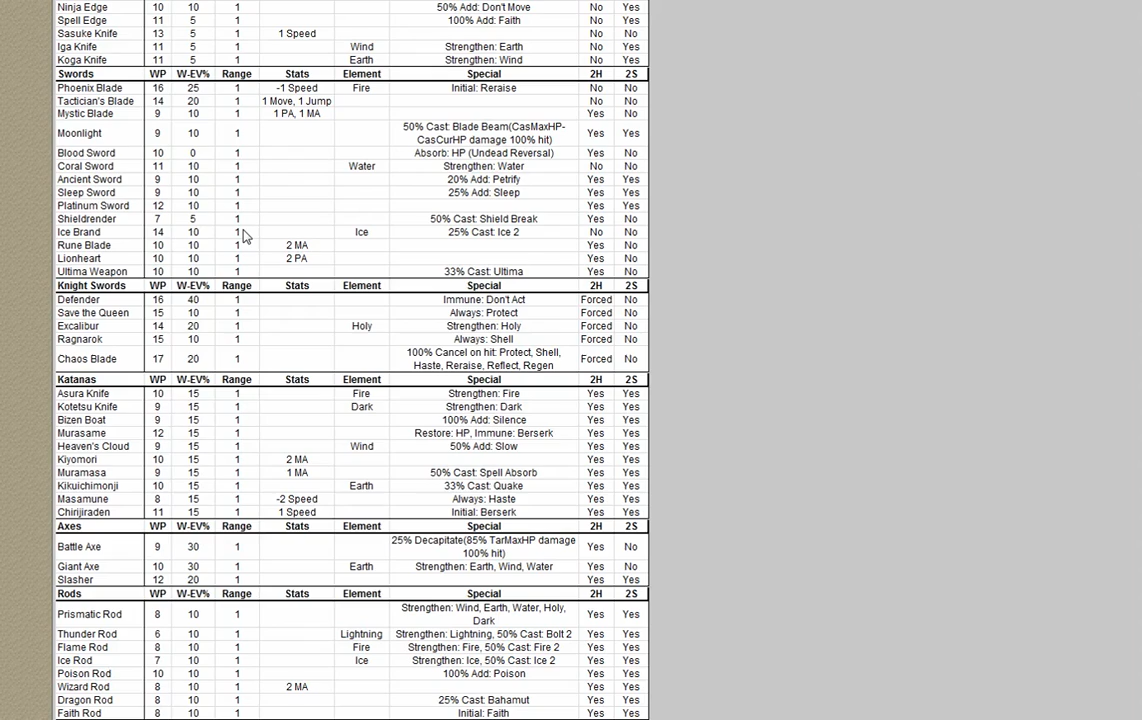 Ninja Edge 10 10 1 50% Add: Don't Move No Yes
Spell Edge 11 5 1 100% Add: Faith No Yes
Sasuke Knife 13 5 1 1 Speed No No
Iga Knife 11 5 1 Wind Strengthen: Earth No Yes
Koga Knife 11 5 1 Earth Strengthen: Wind No Yes
Swords WP W-EV% Range Stats Element Special 2H 2S
Phoenix Blade 16 25 1 -1 Speed Fire Initial: Reraise No No
Tactician's Blade 14 20 1 1 Move, 1 Jump No No
Mystic Blade 9 10 1 1 PA, 1 MA Yes No
Moonlight 9 10 1 50% Cast: Blade Beam(CasMaxHP- Yes Yes
CasCurHP damage 100% hit)
Blood Sword 10 0 1 Absorb: HP (Undead Reversal) Yes No
Coral Sword 11 10 1 Water Strengthen: Water No No
Ancient Sword 9 10 1 20% Add: Petrify Yes Yes
Sleep Sword 9 10 1 25% Add: Sleep Yes Yes
Platinum Sword 12 10 1 Yes Yes
Shieldrender 7 5 1 50% Cast: Shield Break Yes No
Ice Brand 14 10 1 Ice 25% Cast: Ice 2 No No
Rune Blade 10 10 1 2 MA Yes No
Lionheart 10 10 1 2 PA Yes No
Ultima Weapon 10 10 1 33% Cast: Ultima Yes No
Knight Swords WP W-EV% Range Stats Element Special 2H 2S
Defender 16 40 1 Immune: Don't Act Forced No
Save the Queen 15 10 1 Always: Protect Forced No
Excalibur 14 20 1 Holy Strengthen: Holy Forced No
Ragnarok 15 10 1 Always: Shell Forced No
Chaos Blade 17 20 1 100% Cancel on hit: Protect, Shell, Forced No
Haste, Reraise, Reflect, Regen
Katanas WP W-EV% Range Stats Element Special 2H 2S
Asura Knife 10 15 1 Fire Strengthen: Fire Yes Yes
Kotetsu Knife 9 15 1 Dark Strengthen: Dark Yes Yes
Bizen Boat 9 15 1 100% Add: Silence Yes Yes
Murasame 12 15 1 Restore: HP, Immune: Berserk Yes Yes
Heaven's Cloud 9 15 1 Wind 50% Add: Slow Yes Yes
Kiyomori 10 15 1 2 MA Yes Yes
Muramasa 9 15 1 1 MA 50% Cast: Spell Absorb Yes Yes
Kikuichimonji 10 15 1 Earth 33% Cast: Quake Yes Yes
Masamune 8 15 1 -2 Speed Always: Haste Yes Yes
Chirijiraden 11 15 1 1 Speed Initial: Berserk Yes Yes
Axes WP W-EV% Range Stats Element Special 2H 2S
Battle Axe 9 30 1 25% Decapitate(85% TarMaxHP damage Yes No
100% hit)
Giant Axe 10 30 1 Earth Strengthen: Earth, Wind, Water Yes No
Slasher 12 20 1 Yes Yes
Rods WP W-EV% Range Stats Element Special 2H 2S
Prismatic Rod 8 10 1 Strengthen: Wind, Earth, Water, Holy, Yes Yes
Dark
Thunder Rod 6 10 1 Lightning Strengthen: Lightning, 50% Cast: Bolt 2 Yes Yes
Flame Rod 8 10 1 Fire Strengthen: Fire, 50% Cast: Fire 2 Yes Yes
Ice Rod 7 10 1 Ice Strengthen: Ice, 50% Cast: Ice 2 Yes Yes
Poison Rod 10 10 1 100% Add: Poison Yes Yes
Wizard Rod 8 10 1 2 MA Yes Yes
Dragon Rod 8 10 1 25% Cast: Bahamut Yes Yes
Faith Rod 8 10 1 Initial: Faith Yes Yes